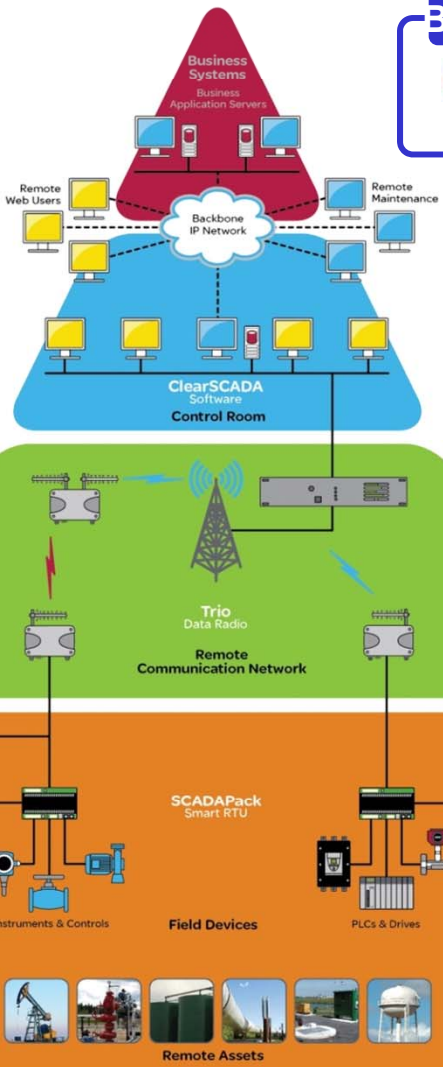 Business
Systems
Business
Application Servers
Remote
Web Users
Backbone
IP Network
Remote
Maintenance
ClearSCADA
Software
Control Room
Trio
Data Radio
Remote
Communication Network
SCADAPack
Smart RTU
nstruments & Controls
Field Devices
PLCs & Drives
Remote Assets